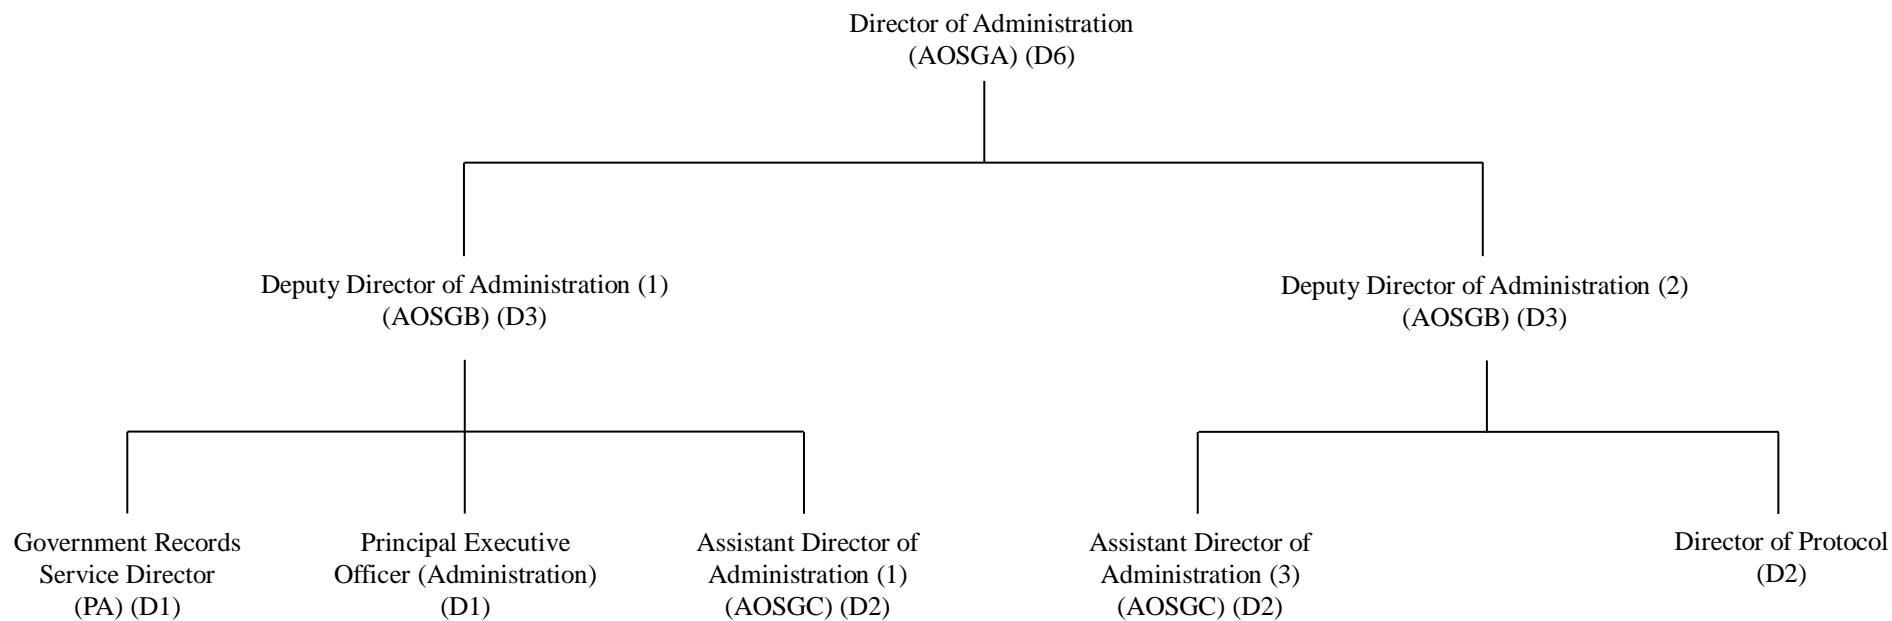 Director of Administration
(AOSGA) (D6)
Deputy Director of Administration (1)
(AOSGB) (D3)
Deputy Director of Administration (2)
(AOSGB) (D3)
Government Records
Service Director
(PA) (D1)
Principal Executive
Officer (Administration)
(D1)
Assistant Director of
Administration (1)
(AOSGC) (D2)
Assistant Director of
Administration (3)
(AOSGC) (D2)
Director of Protocol
(D2)